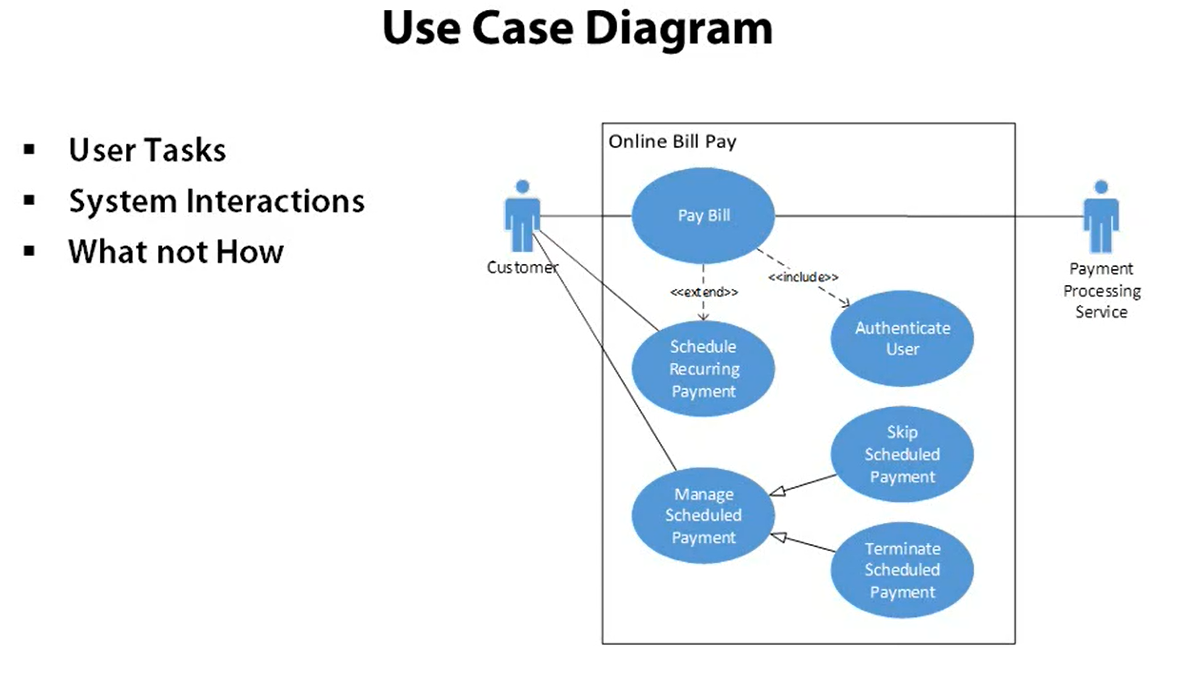 Use Case Diagram
▪ User Tasks
▪ System Interactions
▪ What not How
Online Bill Pay
Pay Bill
Customer
Payment
Processing
Service
<<include>>
<<extend>>
Authenticate
User
Schedule
Recurring
Payment
Skip
Scheduled
Payment
Manage
Scheduled
Payment
Terminate
Scheduled
Payment